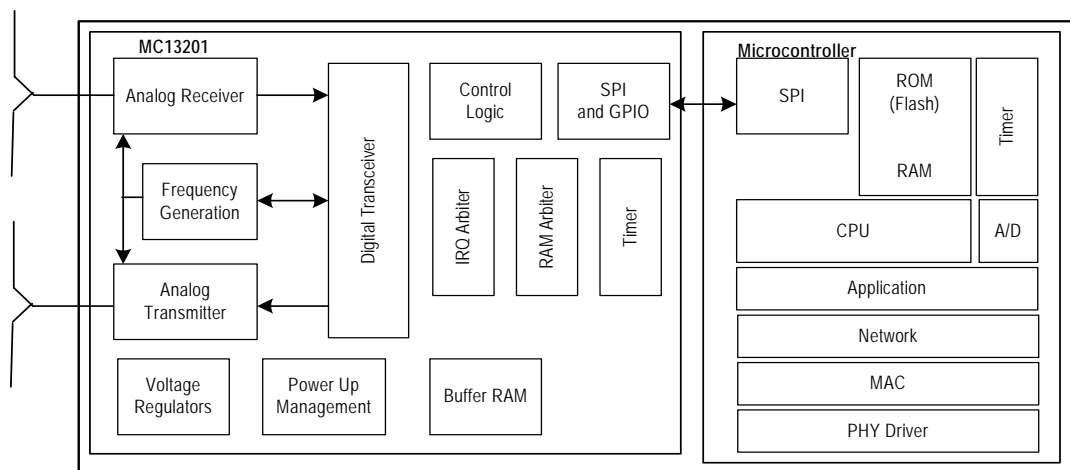 MC13201
Analog Receiver
Frequency
Generation
Analog
Transmitter
Digital Transceiver
Control
Logic
SPI
and GPIO
IRQ Arbiter
RAM Arbiter
Timer
Voltage
Regulators
Power Up
Management
Buffer RAM
Microcontroller
SPI
ROM
(Flash)
RAM
Timer
CPU
A/D
Application
Network
MAC
PHY Driver